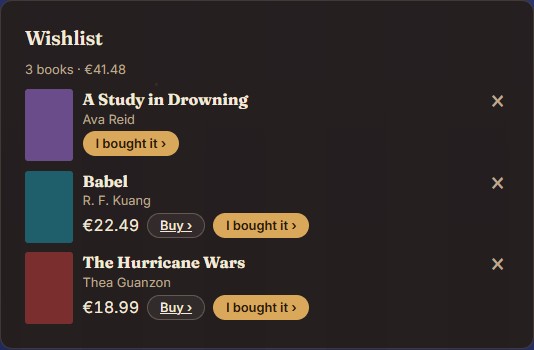 Wishlist
3 books · €41.48
A Study in Drowning
Ava Reid
I bought it ›
Babel
R. F. Kuang
€22.49 Buy › I bought it ›
The Hurricane Wars
Thea Guanzon
€18.99 Buy › I bought it ›